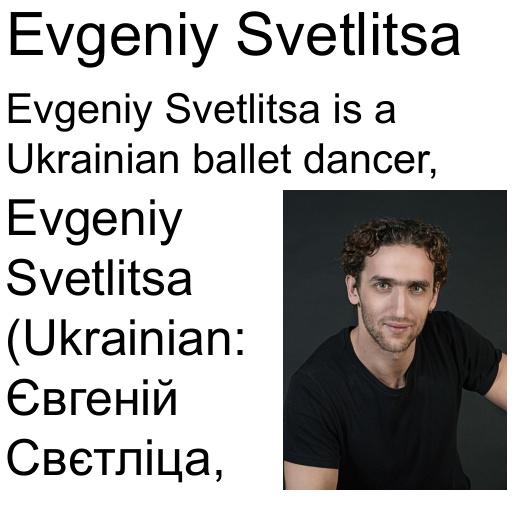 Evgeniy Svetlitsa
Evgeniy Svetlitsa is a
Ukrainian ballet dancer,
Evgeniy
Svetlitsa
(Ukrainian:
Євгеній
Свєтліца,